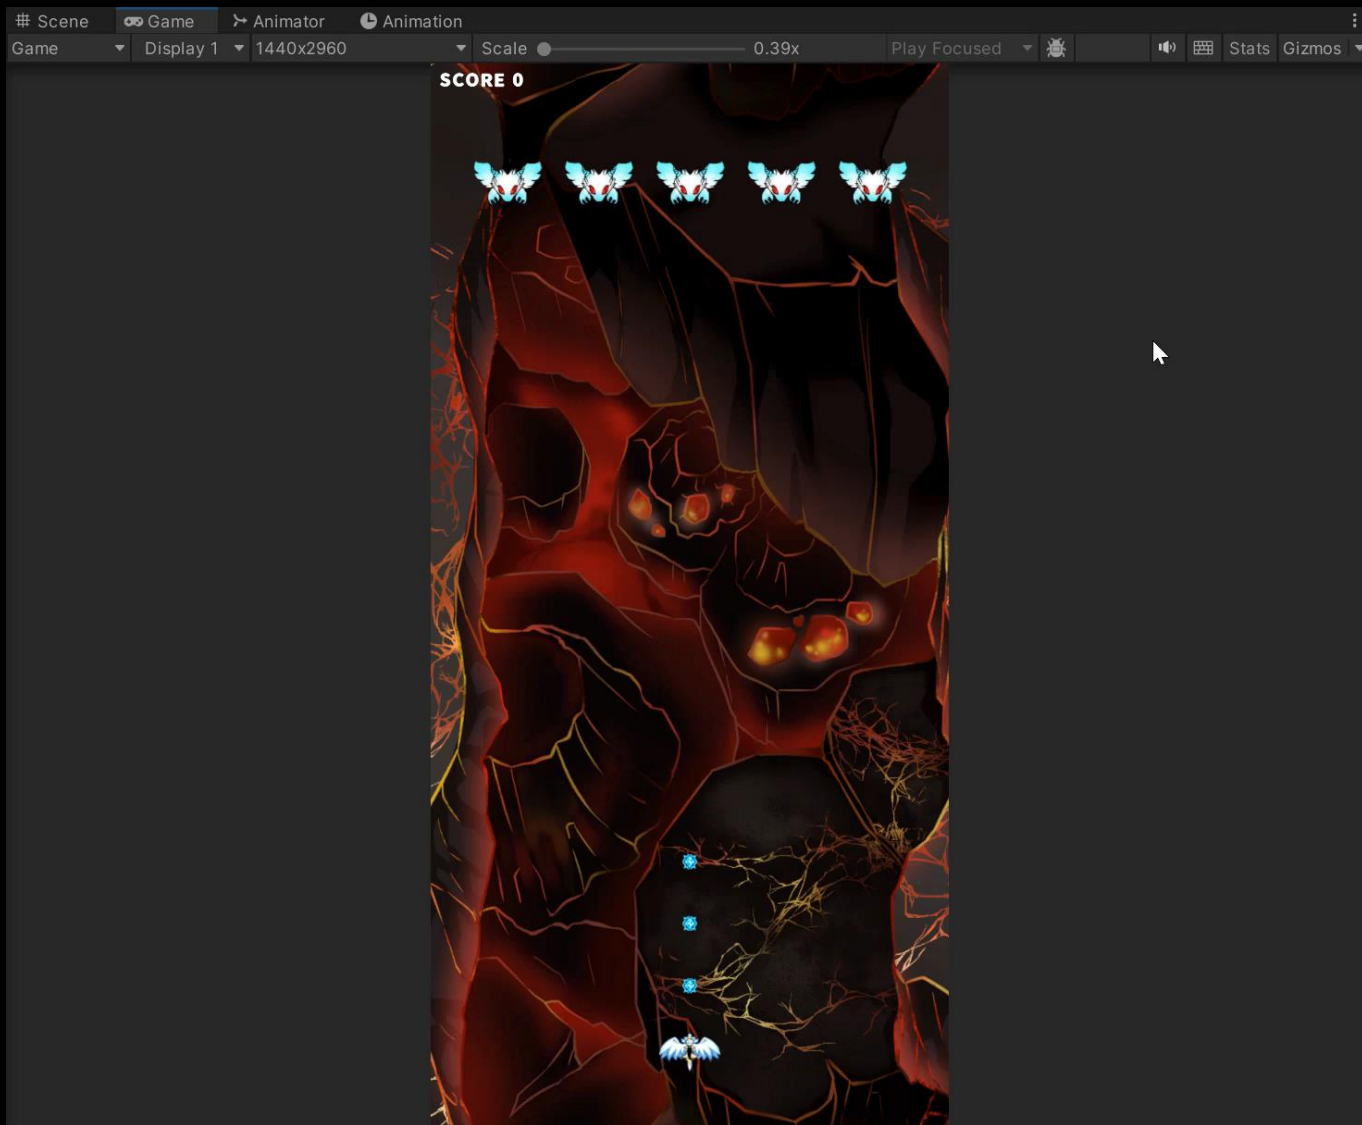 Scene Game Animator Animation
Game Display 1 1440x2960 Scale 0.39x Play Focused Stats Gizmos
SCORE 0